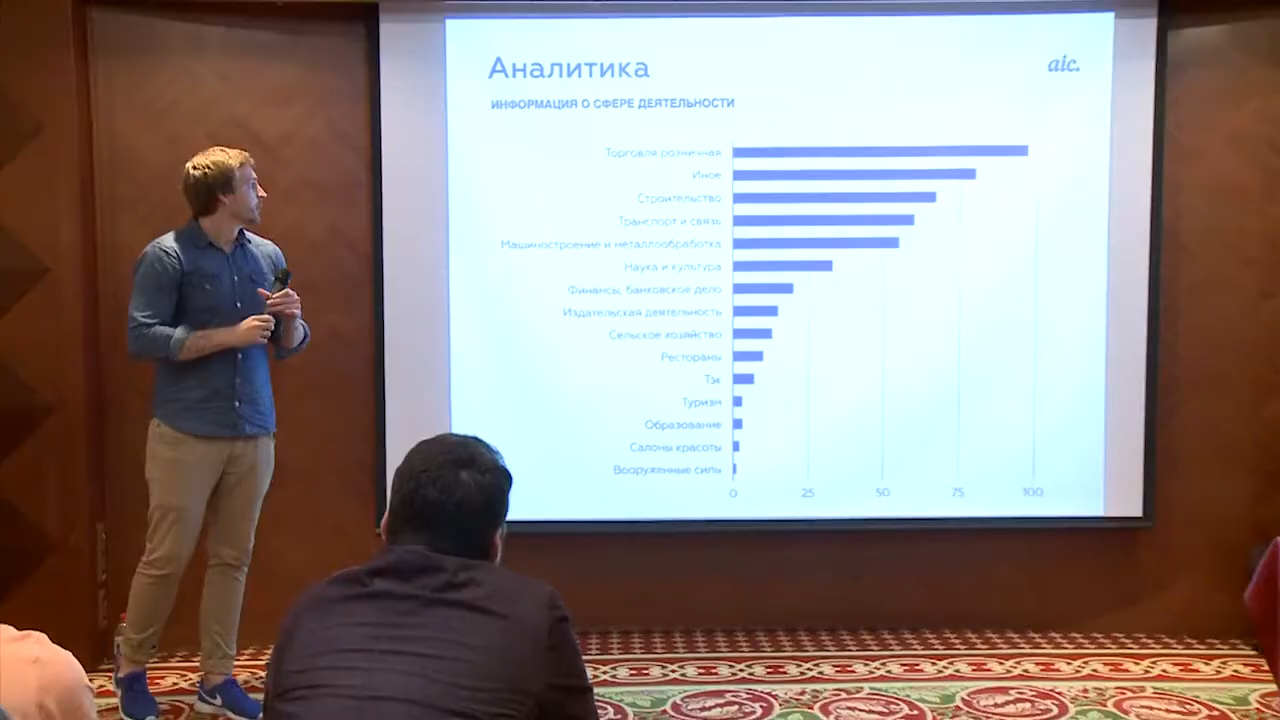 Аналитика
aic.
ИНФОРМАЦИЯ О СФЕРЕ ДЕЯТЕЛЬНОСТИ
Торговля розничная
Иное
Строительство
Транспорт и связь
Машиностроение и металлообработка
Наука и культура
Финансы, банковское дело
Издательская деятельность
Сельское хозяйство
Рестораны
Тэк
Туризм
Образование
Салоны красоты
Вооруженные силы
0 25 50 75 100